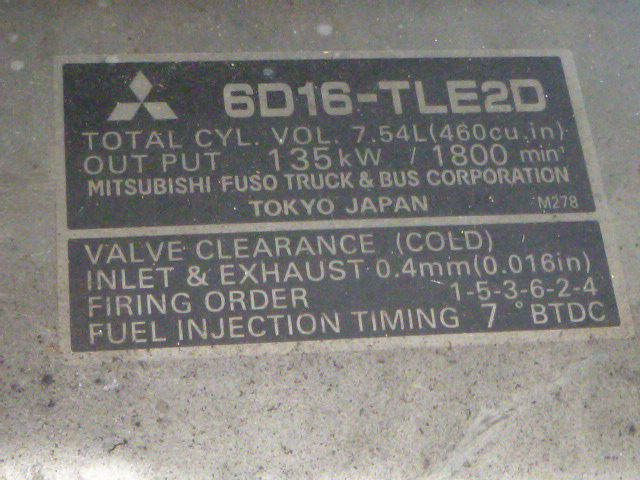 6D16-TLE2D
TOTAL CYL. VOL. 7.54L(460cu.in)
OUTPUT 135kW / 1800 min⁻¹
MITSUBISHI FUSO TRUCK & BUS CORPORATION
TOKYO JAPAN M278
VALVE CLEARANCE (COLD)
INLET & EXHAUST 0.4mm(0.016in)
FIRING ORDER 1-5-3-6-2-4
FUEL INJECTION TIMING 7° BTDC